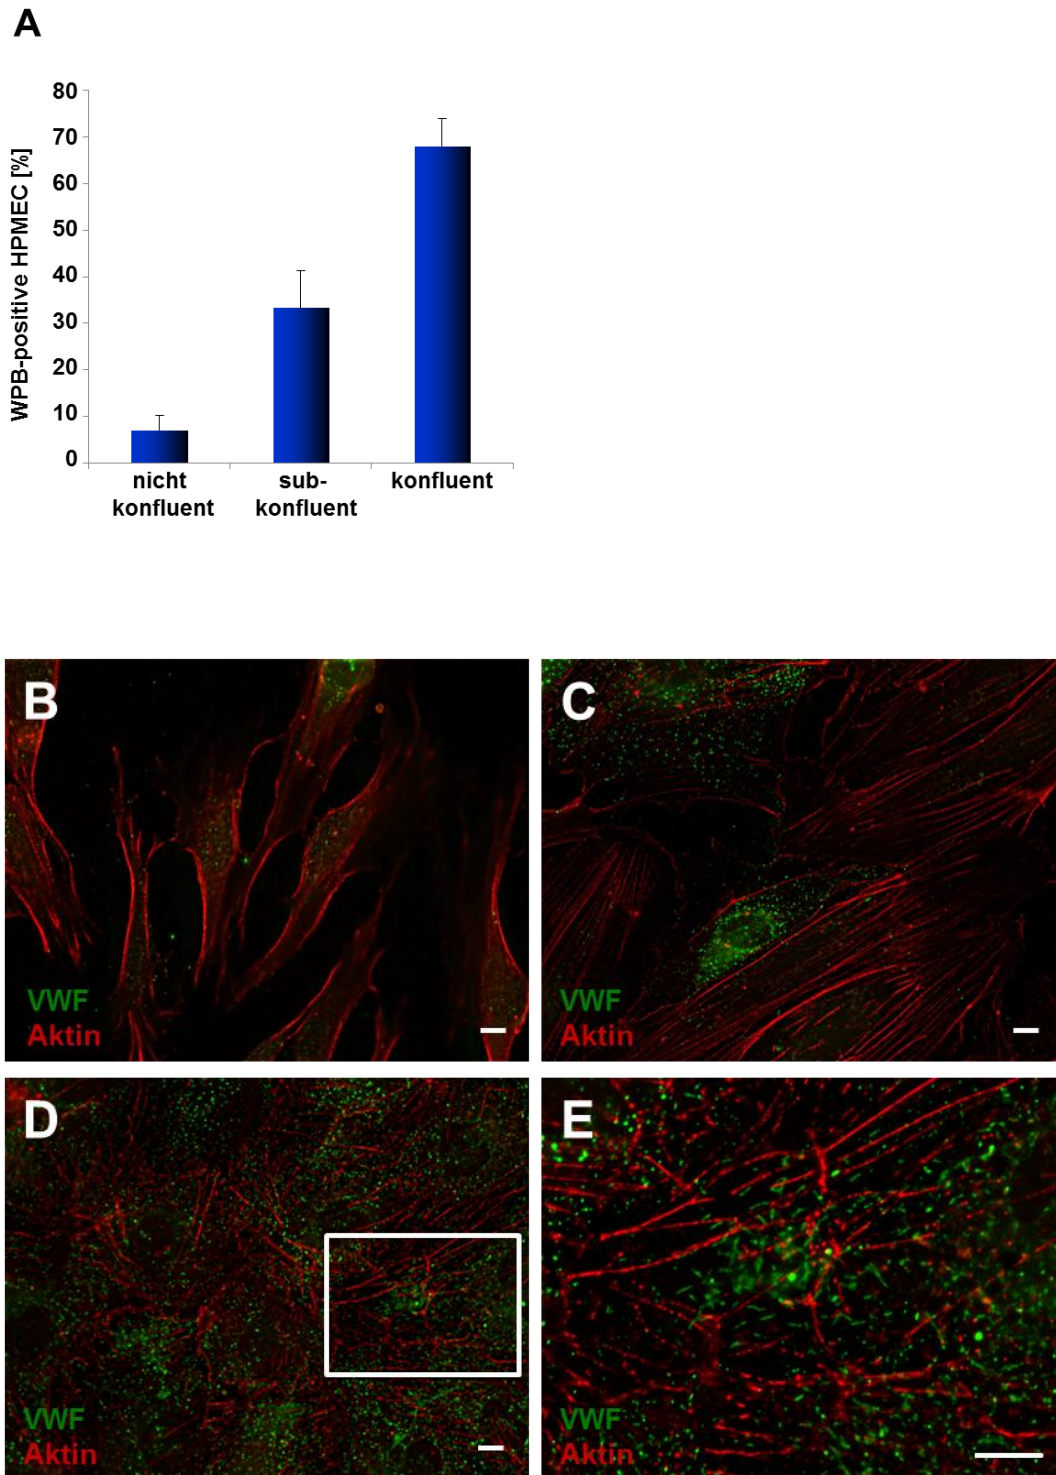 A
WPB-positive HPMEC [%]
80
70
60
50
40
30
20
10
0
nicht
konfluent
sub-
konfluent
konfluent
B
VWF
Aktin
C
VWF
Aktin
D
VWF
Aktin
E
VWF
Aktin